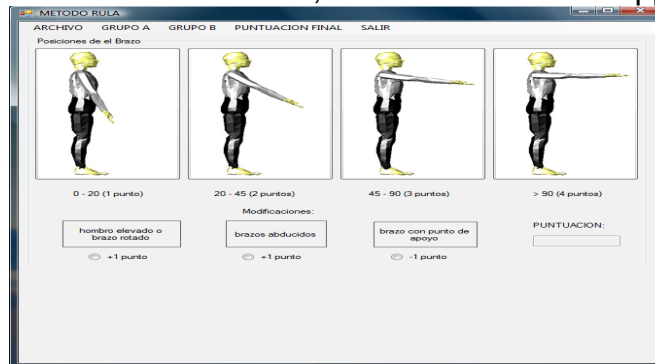 METODO RULA
ARCHIVO GRUPO A GRUPO B PUNTUACION FINAL SALIR
Posiciones de el Brazo
0 - 20 (1 punto) 20 - 45 (2 puntos) 45 - 90 (3 puntos) > 90 (4 puntos)
Modificaciones:
hombro elevado o
brazo rotado
brazos abducidos
brazo con punto de
apoyo
PUNTUACION:
+1 punto +1 punto -1 punto